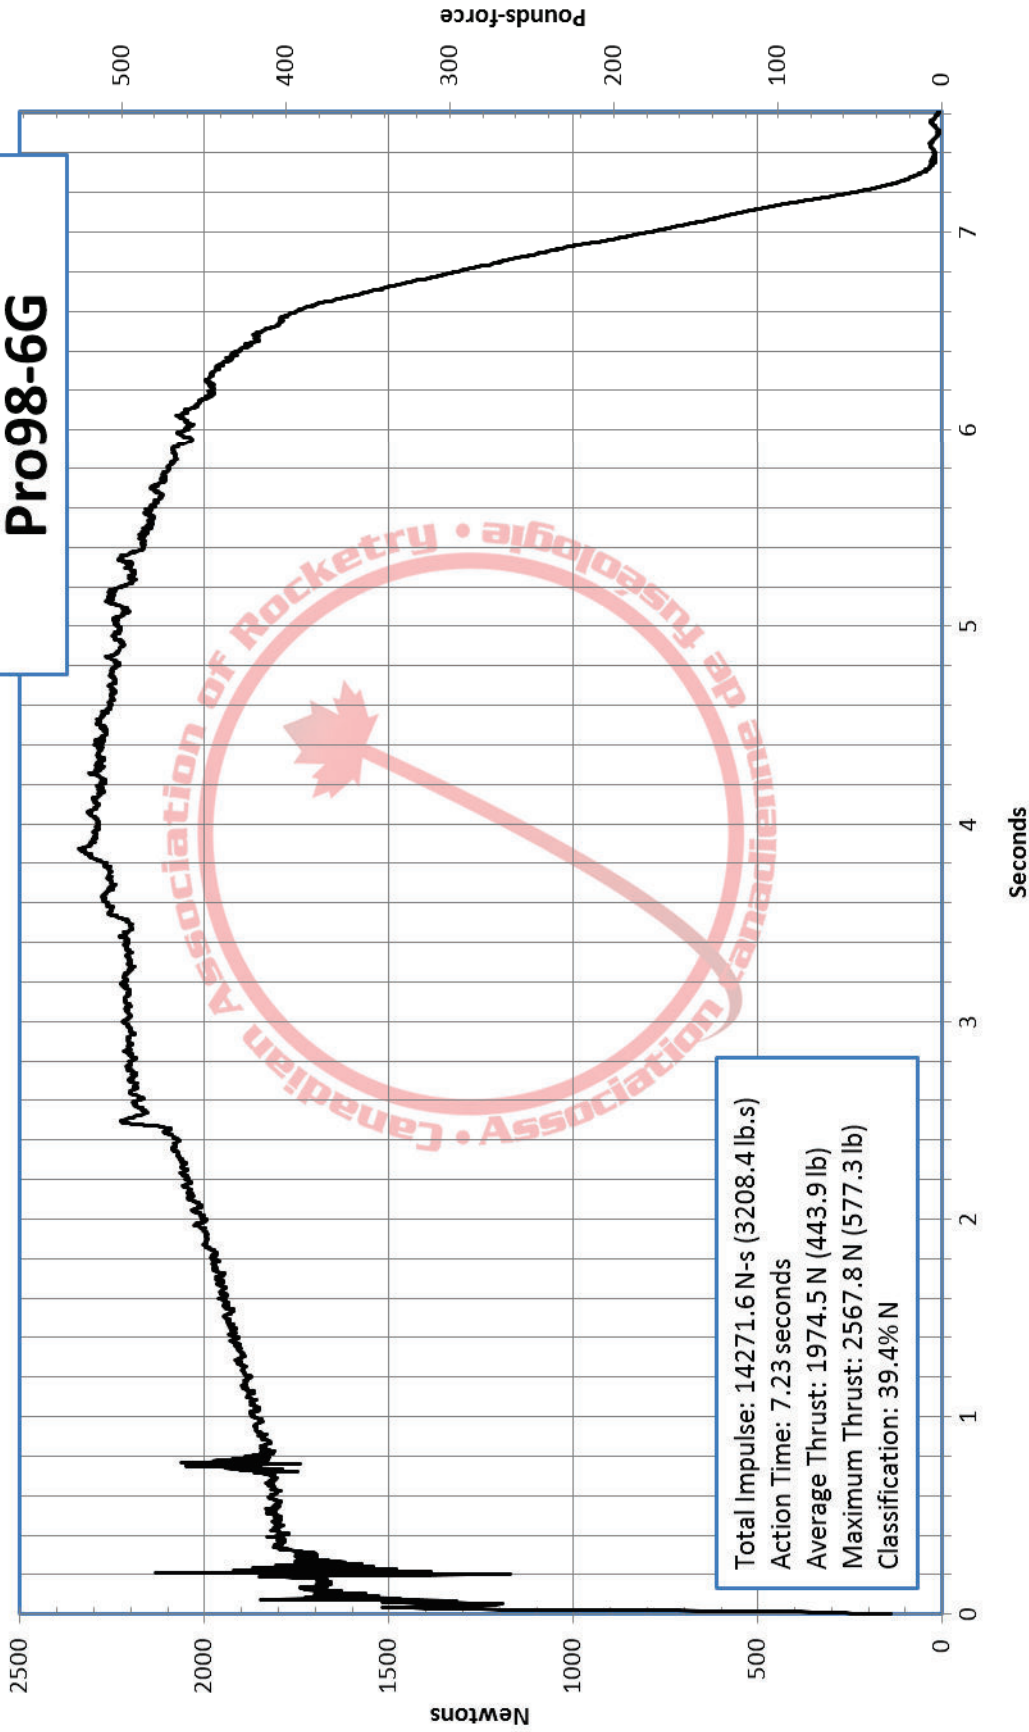 Pro98-6G
Pounds-force
0
100
200
300
400
500
Newtons
2500
2000
1500
1000
500
0
Canadian Association of Rocketry • Association canadienne de fuséologie •
Total Impulse: 14271.6 N-s (3208.4 lb.s)
Action Time: 7.23 seconds
Average Thrust: 1974.5 N (443.9 lb)
Maximum Thrust: 2567.8 N (577.3 lb)
Classification: 39.4% N
0 1 2 3 4 5 6 7
Seconds